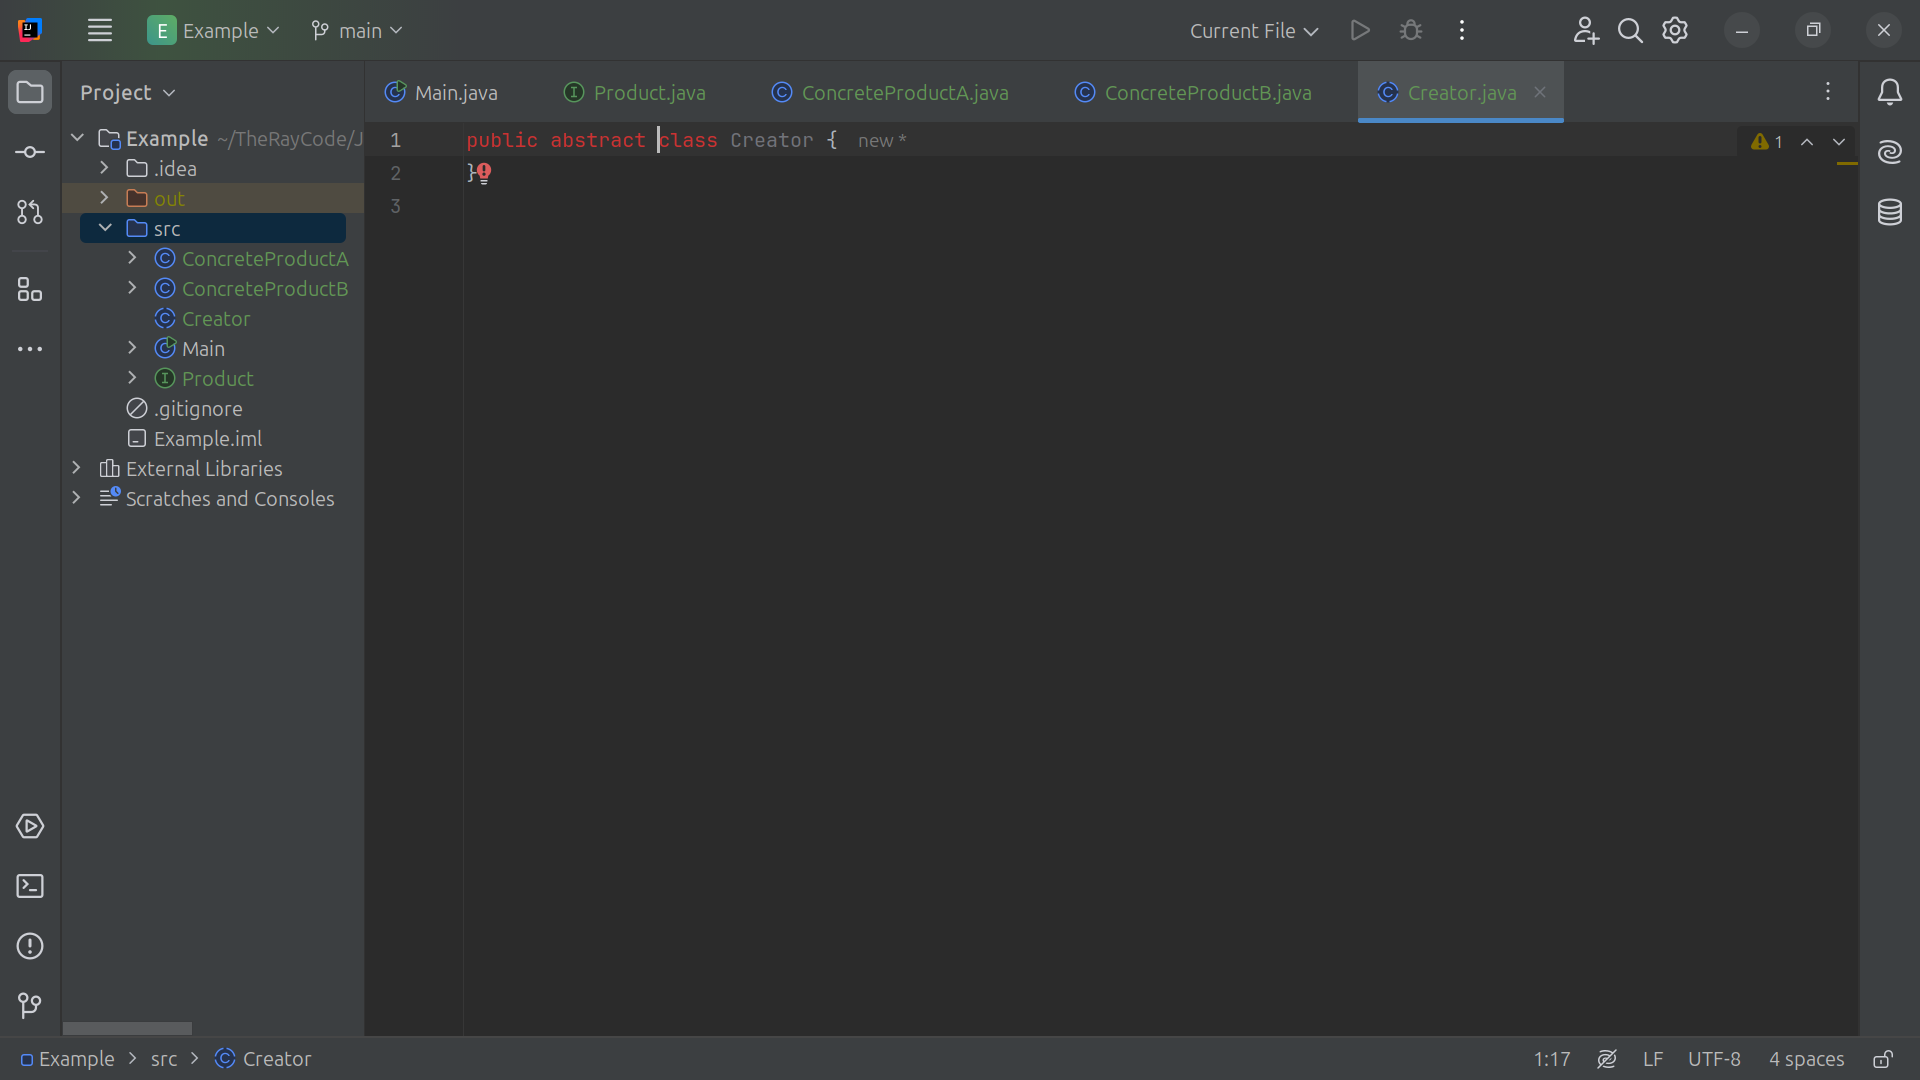 E Example main Current File
Project
Main.java Product.java ConcreteProductA.java ConcreteProductB.java Creator.java
Example ~/TheRayCode/J
.idea
out
src
ConcreteProductA
ConcreteProductB
Creator
Main
Product
.gitignore
Example.iml
External Libraries
Scratches and Consoles
1 public abstract class Creator { new *
2 }
3
1
Example src Creator
1:17 LF UTF-8 4 spaces